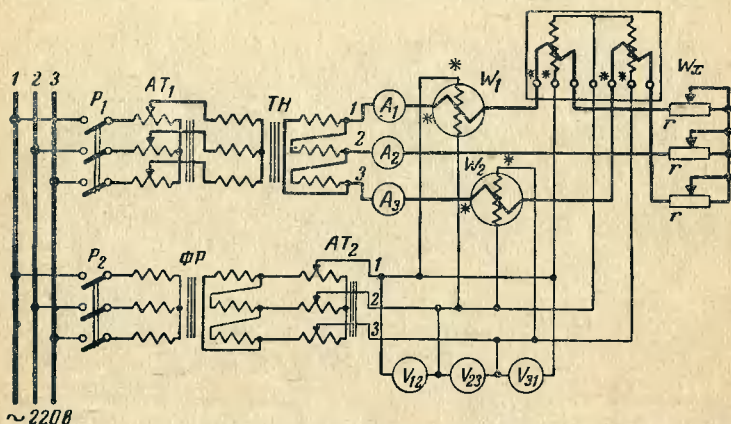 1 2 3
P₁
AT₁
TH
1
2
3
A₁
A₂
A₃
*
*
W₁
*
*
W₂
* * * *
Wx
r
r
r
P₂
ФР
AT₂
1
2
3
V₁₂
V₂₃
V₃₁
~ 220 В